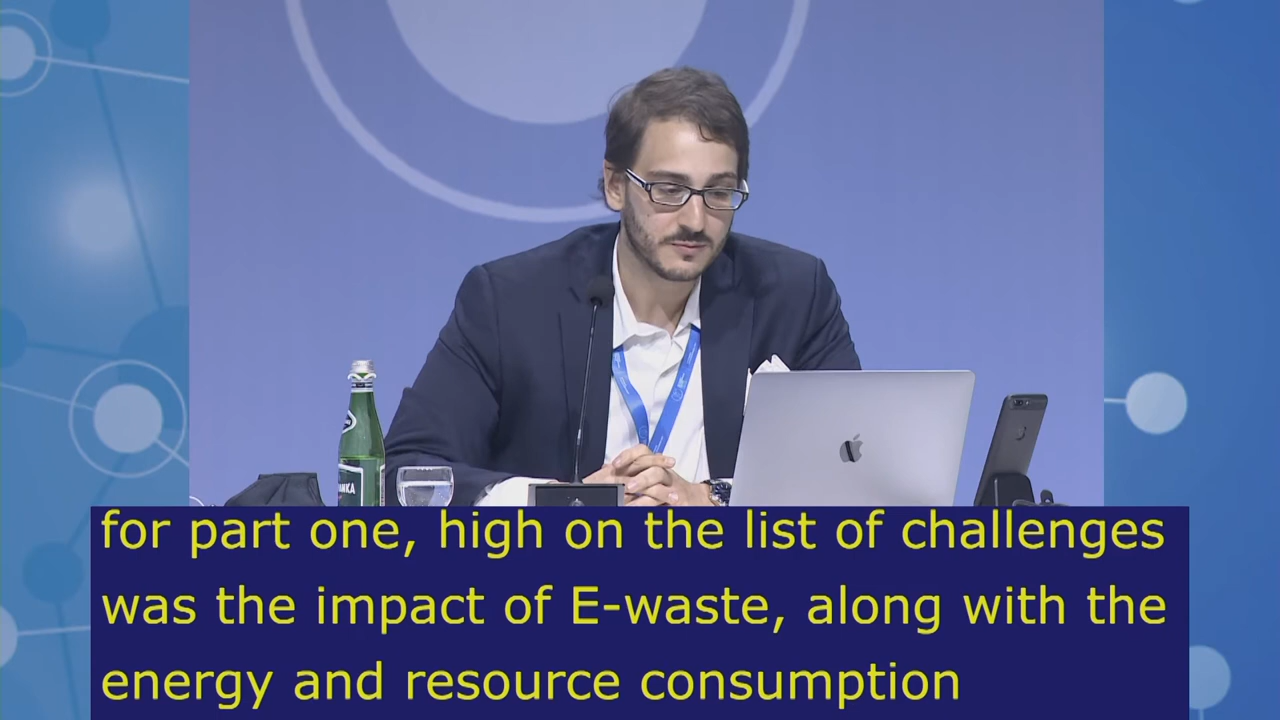 ANKA
for part one, high on the list of challenges
was the impact of E-waste, along with the
energy and resource consumption